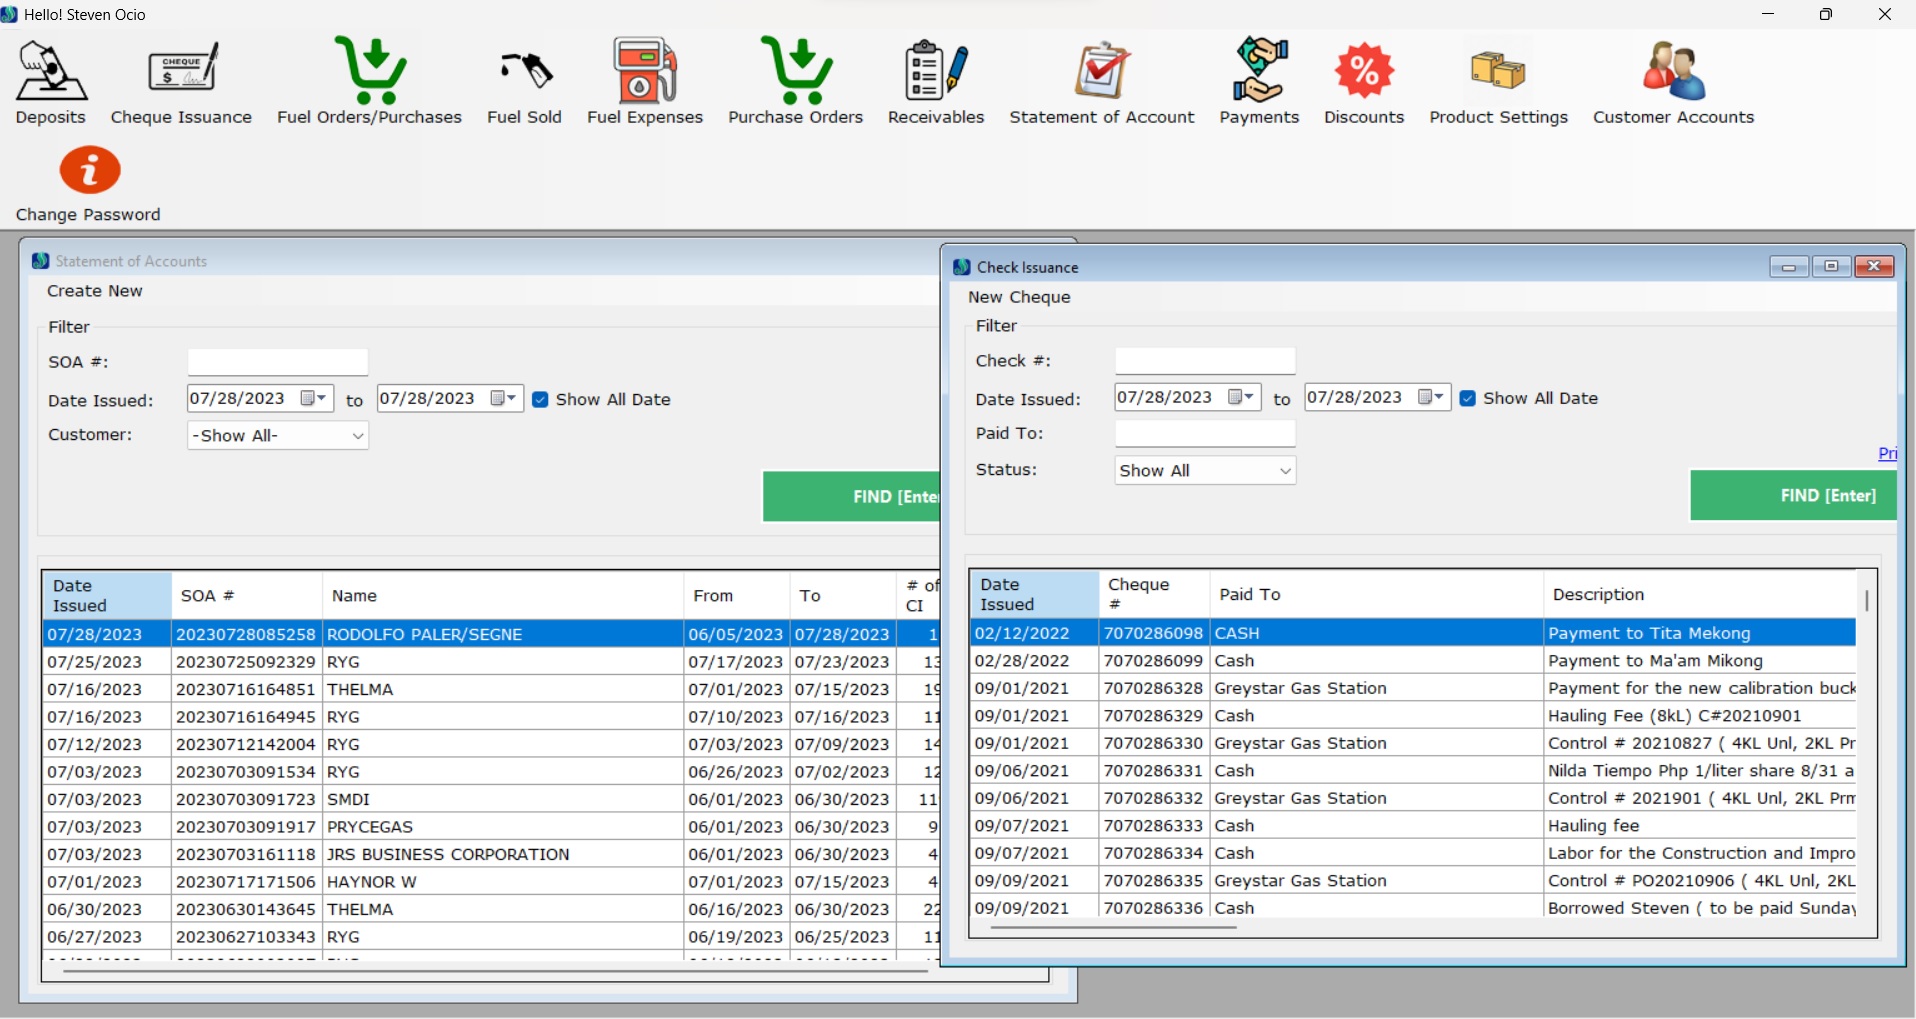 Hello! Steven Ocio
CHEQUE
$
Deposits Cheque Issuance Fuel Orders/Purchases Fuel Sold Fuel Expenses Purchase Orders Receivables Statement of Account Payments Discounts Product Settings Customer Accounts
%
i
Change Password
Statement of Accounts
Create New
Filter
SOA #:
Date Issued: 07/28/2023 to 07/28/2023 Show All Date
Customer: -Show All-
FIND [Enter
Date Issued SOA # Name From To # of CI
07/28/2023 20230728085258 RODOLFO PALER/SEGNE 06/05/2023 07/28/2023 1
07/25/2023 20230725092329 RYG 07/17/2023 07/23/2023 13
07/16/2023 20230716164851 THELMA 07/01/2023 07/15/2023 19
07/16/2023 20230716164945 RYG 07/10/2023 07/16/2023 11
07/12/2023 20230712142004 RYG 07/03/2023 07/09/2023 14
07/03/2023 20230703091534 RYG 06/26/2023 07/02/2023 12
07/03/2023 20230703091723 SMDI 06/01/2023 06/30/2023 11
07/03/2023 20230703091917 PRYCEGAS 06/01/2023 06/30/2023 9
07/03/2023 20230703161118 JRS BUSINESS CORPORATION 06/01/2023 06/30/2023 4
07/01/2023 20230717171506 HAYNOR W 07/01/2023 07/15/2023 4
06/30/2023 20230630143645 THELMA 06/16/2023 06/30/2023 22
06/27/2023 20230627103343 RYG 06/19/2023 06/25/2023 11
Check Issuance
New Cheque
Filter
Check #:
Date Issued: 07/28/2023 to 07/28/2023 Show All Date
Paid To:
Pri
Status: Show All
FIND [Enter]
Date Issued Cheque # Paid To Description
02/12/2022 7070286098 CASH Payment to Tita Mekong
02/28/2022 7070286099 Cash Payment to Ma'am Mikong
09/01/2021 7070286328 Greystar Gas Station Payment for the new calibration buck
09/01/2021 7070286329 Cash Hauling Fee (8kL) C#20210901
09/01/2021 7070286330 Greystar Gas Station Control # 20210827 ( 4KL Unl, 2KL Pr
09/06/2021 7070286331 Cash Nilda Tiempo Php 1/liter share 8/31 a
09/06/2021 7070286332 Greystar Gas Station Control # 2021901 ( 4KL Unl, 2KL Prm
09/07/2021 7070286333 Cash Hauling fee
09/07/2021 7070286334 Cash Labor for the Construction and Impro
09/09/2021 7070286335 Greystar Gas Station Control # PO20210906 ( 4KL Unl, 2KL
09/09/2021 7070286336 Cash Borrowed Steven ( to be paid Sunday